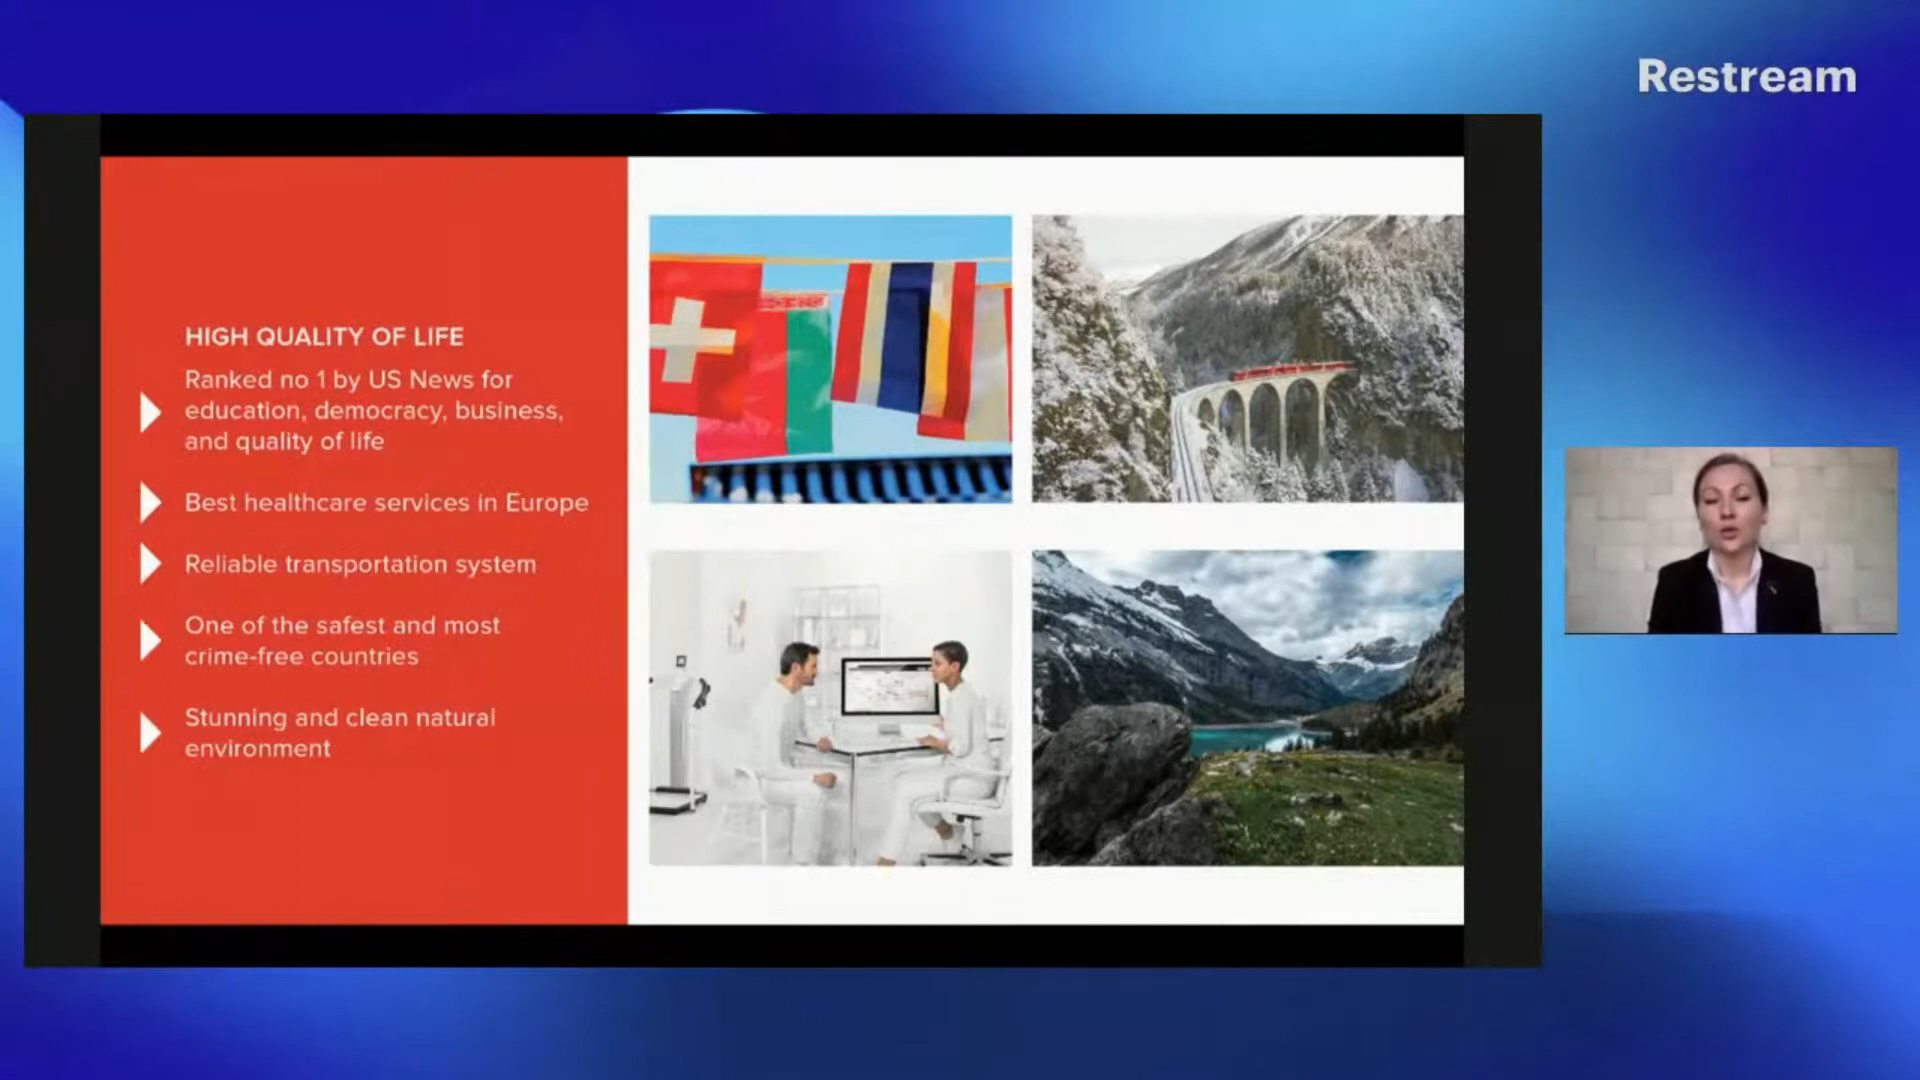 Restream
HIGH QUALITY OF LIFE
Ranked no 1 by US News for
education, democracy, business,
and quality of life
Best healthcare services in Europe
Reliable transportation system
One of the safest and most
crime-free countries
Stunning and clean natural
environment